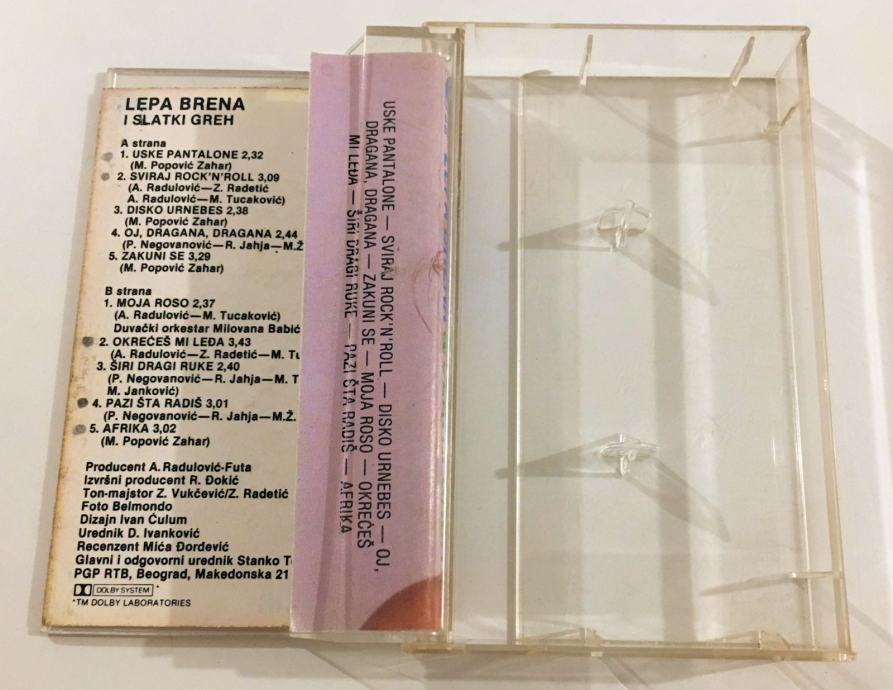 LEPA BRENA
I SLATKI GREH
A strana
1. USKE PANTALONE 2,32
(M. Popović Zahar)
2. SVIRAJ ROCK'N'ROLL 3,09
(A. Radulović—Z. Radetić
A. Radulović—M. Tucaković)
3. DISKO URNEBES 2,38
(M. Popović Zahar)
4. OJ, DRAGANA, DRAGANA 2,44
(P. Negovanović—R. Jahja—M.Ž
5. ZAKUNI SE 3,29
(M. Popović Zahar)
B strana
1. MOJA ROSO 2,37
(A. Radulović—M. Tucaković)
Duvački orkestar Milovana Babić
2. OKREĆEŠ MI LEĐA 3,43
(A. Radulović—Z. Radetić—M. Tu
3. ŠIRI DRAGI RUKE 2,40
(P. Negovanović—R. Jahja—M. T
M. Janković)
4. PAZI ŠTA RADIŠ 3,01
(P. Negovanović—R. Jahja—M.Ž.
5. AFRIKA 3,02
(M. Popović Zahar)
Producent A. Radulović-Futa
Izvršni producent R. Đokić
Ton-majstor Z. Vukčević/Z. Radetić
Foto Belmondo
Dizajn Ivan Ćulum
Urednik D. Ivanković
Recenzent Mića Đorđević
Glavni i odgovorni urednik Stanko T
PGP RTB, Beograd, Makedonska 21
DOLBY SYSTEM
*TM DOLBY LABORATORIES
USKE PANTALONE — SVIRAJ ROCK'N'ROLL — DISKO URNEBES — OJ,
DRAGANA, DRAGANA — ZAKUNI SE — MOJA ROSO — OKREĆEŠ
MI LEĐA — ŠIRI DRAGI RUKE — PAZI ŠTA RADIŠ — AFRIKA